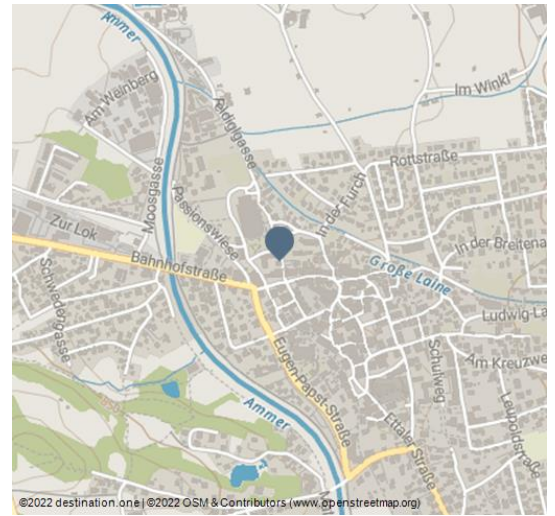 Ammer
Am Weinberg
Im Winkl
Aidiglgasse
Rottstraße
Moosgasse
In der Furch
Passionswiese
Zur Lok
In der Breitenau
Bahnhofstraße
Große Laine
Schwedengasse
Ludwig-La
Eugen-Papst-Straße
Schulweg
Am Kreuzwe
Ammer
Ettaler Straße
Leupoldstraße
©2022 destination.one | ©2022 OSM & Contributors (www.openstreetmap.org)